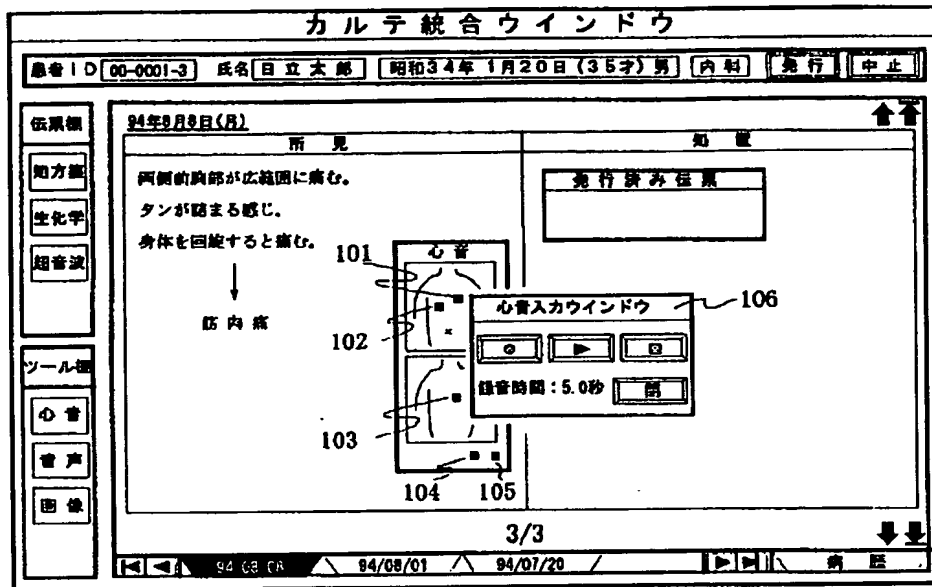 カルテ統合ウインドウ
患者ID 00-0001-3 氏名 日立太郎 昭和34年1月20日(35才)男 内科 発行 中止
伝票棚
処方箋
生化学
超音波
ツール棚
心音
音声
画像
94年8月8日(月)
所見
処置
両側前胸部が広範囲に痛む。
タンが詰まる感じ。
身体を回旋すると痛む。
筋肉痛
発行済み伝票
心音
101
102
103
104 105
心音入力ウインドウ
106
録音時間:5.0秒 閉
3/3
94/08/08 94/08/01 94/07/20 病歴